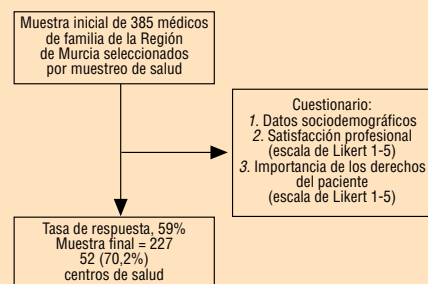 Muestra inicial de 385 médicos
de familia de la Región
de Murcia seleccionados
por muestreo de salud
Cuestionario:
1. Datos sociodemográficos
2. Satisfacción profesional
(escala de Likert 1-5)
3. Importancia de los derechos
del paciente
(escala de Likert 1-5)
Tasa de respuesta, 59%
Muestra final = 227
52 (70,2%)
centros de salud